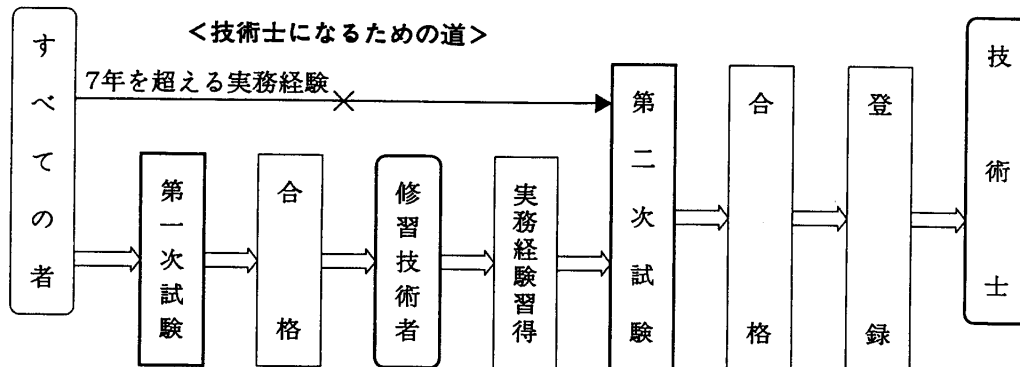 <技術士になるための道>
すべての者
7年を超える実務経験
第一次試験
合格
修習技術者
実務経験習得
第二次試験
合格
登録
技術士